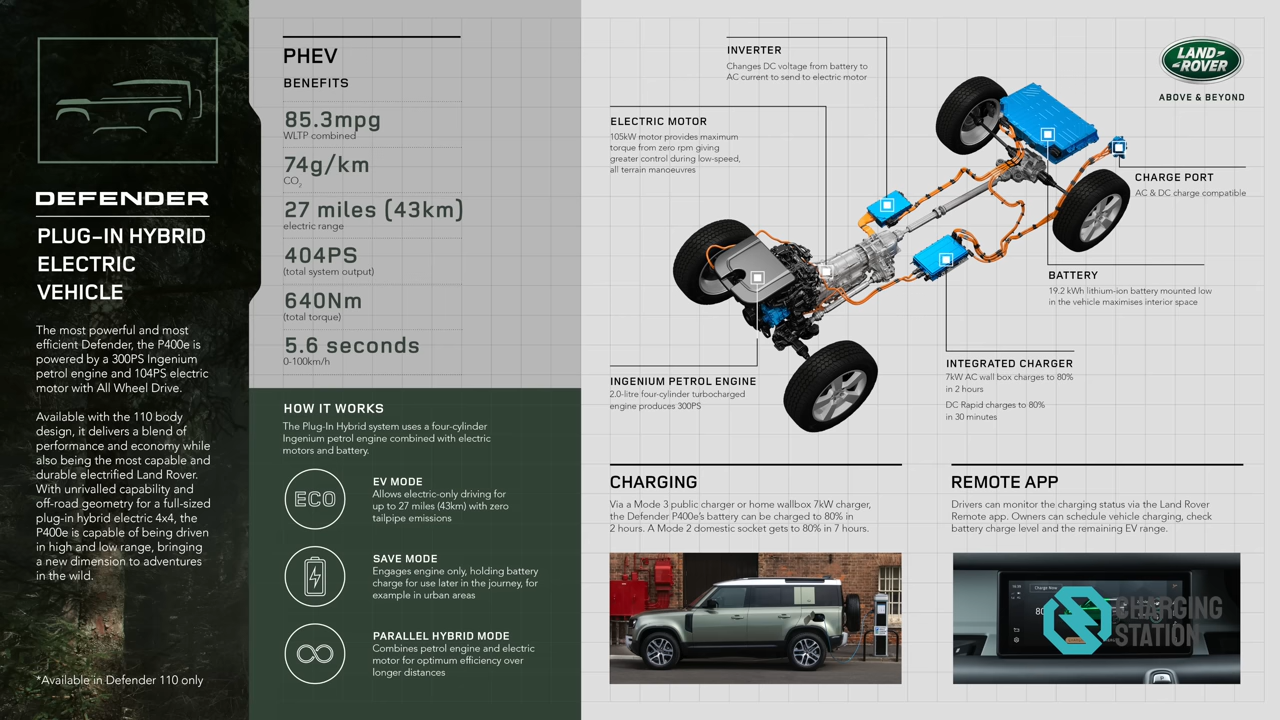 DEFENDER
PLUG-IN HYBRID
ELECTRIC
VEHICLE
The most powerful and most
efficient Defender, the P400e is
powered by a 300PS Ingenium
petrol engine and 104PS electric
motor with All Wheel Drive.
Available with the 110 body
design, it delivers a blend of
performance and economy while
also being the most capable and
durable electrified Land Rover.
With unrivalled capability and
off-road geometry for a full-sized
plug-in hybrid electric 4x4, the
P400e is capable of being driven
in high and low range, bringing
a new dimension to adventures
in the wild.
*Available in Defender 110 only
PHEV
BENEFITS
85.3mpg
WLTP combined
74g/km
CO2
27 miles (43km)
electric range
404PS
(total system output)
640Nm
(total torque)
5.6 seconds
0-100km/h
HOW IT WORKS
The Plug-In Hybrid system uses a four-cylinder
Ingenium petrol engine combined with electric
motors and battery.
ECO
EV MODE
Allows electric-only driving for
up to 27 miles (43km) with zero
tailpipe emissions
SAVE MODE
Engages engine only, holding battery
charge for use later in the journey, for
example in urban areas
PARALLEL HYBRID MODE
Combines petrol engine and electric
motor for optimum efficiency over
longer distances
INVERTER
Changes DC voltage from battery to
AC current to send to electric motor
ELECTRIC MOTOR
105kW motor provides maximum
torque from zero rpm giving
greater control during low-speed,
all terrain manoeuvres
LAND
ROVER
ABOVE & BEYOND
CHARGE PORT
AC & DC charge compatible
BATTERY
19.2 kWh lithium-ion battery mounted low
in the vehicle maximises interior space
INTEGRATED CHARGER
7kW AC wall box charges to 80%
in 2 hours
DC Rapid charges to 80%
in 30 minutes
INGENIUM PETROL ENGINE
2.0-litre four-cylinder turbocharged
engine produces 300PS
CHARGING
Via a Mode 3 public charger or home wallbox 7kW charger,
the Defender P400e's battery can be charged to 80% in
2 hours. A Mode 2 domestic socket gets to 80% in 7 hours.
REMOTE APP
Drivers can monitor the charging status via the Land Rover
Remote app. Owners can schedule vehicle charging, check
battery charge level and the remaining EV range.
Charge Now
80
CHARGING
STATION